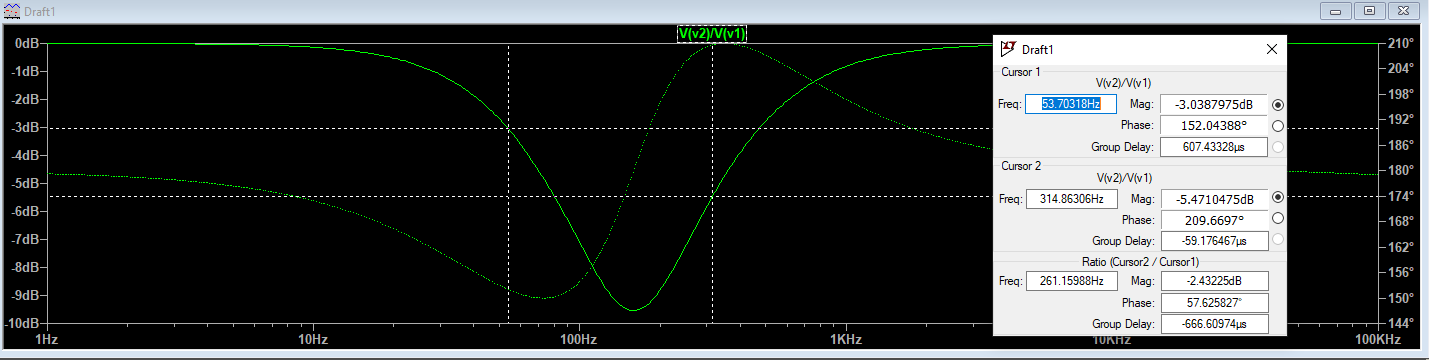 Draft1
V(v2)/V(v1)
0dB
-1dB
-2dB
-3dB
-4dB
-5dB
-6dB
-7dB
-8dB
-9dB
-10dB
1Hz
10Hz
100Hz
1KHz
10KHz
100KHz
210°
204°
198°
192°
186°
180°
174°
168°
162°
156°
150°
144°
Draft1
Cursor 1
V(v2)/V(v1)
Freq: 53.70318Hz Mag: -3.0387975dB
Phase: 152.04388°
Group Delay: 607.43328µs
Cursor 2
V(v2)/V(v1)
Freq: 314.86306Hz Mag: -5.4710475dB
Phase: 209.6697°
Group Delay: -59.176467µs
Ratio (Cursor2 / Cursor1)
Freq: 261.15988Hz Mag: -2.43225dB
Phase: 57.625827°
Group Delay: -666.60974µs